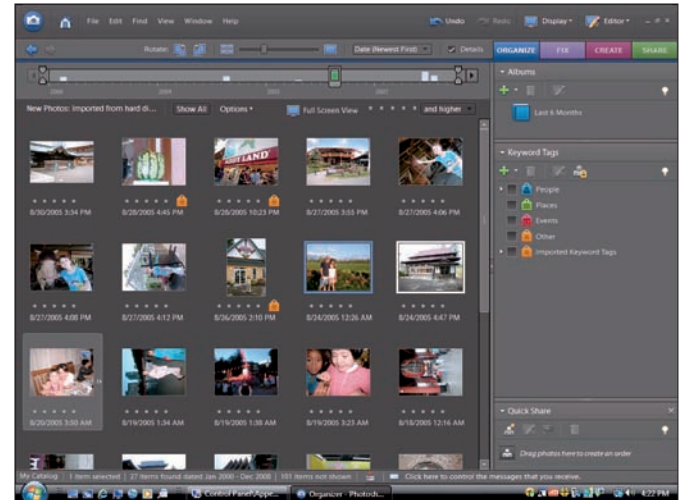 File Edit Find View Window Help
Undo Redo Display Editor
Rotate: Date (Newest First) Details
ORGANIZE FIX CREATE SHARE
Albums
Last 6 Months
New Photos: Imported from hard di... Show All Options Full Screen View and higher
Keyword Tags
People
Places
Events
Other
Imported Keyword Tags
8/30/2005 3:34 PM 8/28/2005 4:45 PM 8/28/2005 10:23 PM 8/27/2005 3:55 PM 8/27/2005 4:06 PM
8/27/2005 4:08 PM 8/27/2005 4:12 PM 8/26/2005 2:10 PM 8/24/2005 12:26 AM 8/24/2005 4:47 PM
8/20/2005 3:50 AM 8/19/2005 1:34 AM 8/19/2005 1:38 AM 8/19/2005 3:23 AM 8/18/2005 12:16 AM
Quick Share
Drag photos here to create an order
My Catalog 1 item selected 27 items found dated Jan 2000 - Dec 2008 101 items not shown Click here to control the messages that you receive.
Control Panel\Appe... Organizer - Photosh... 4:22 PM